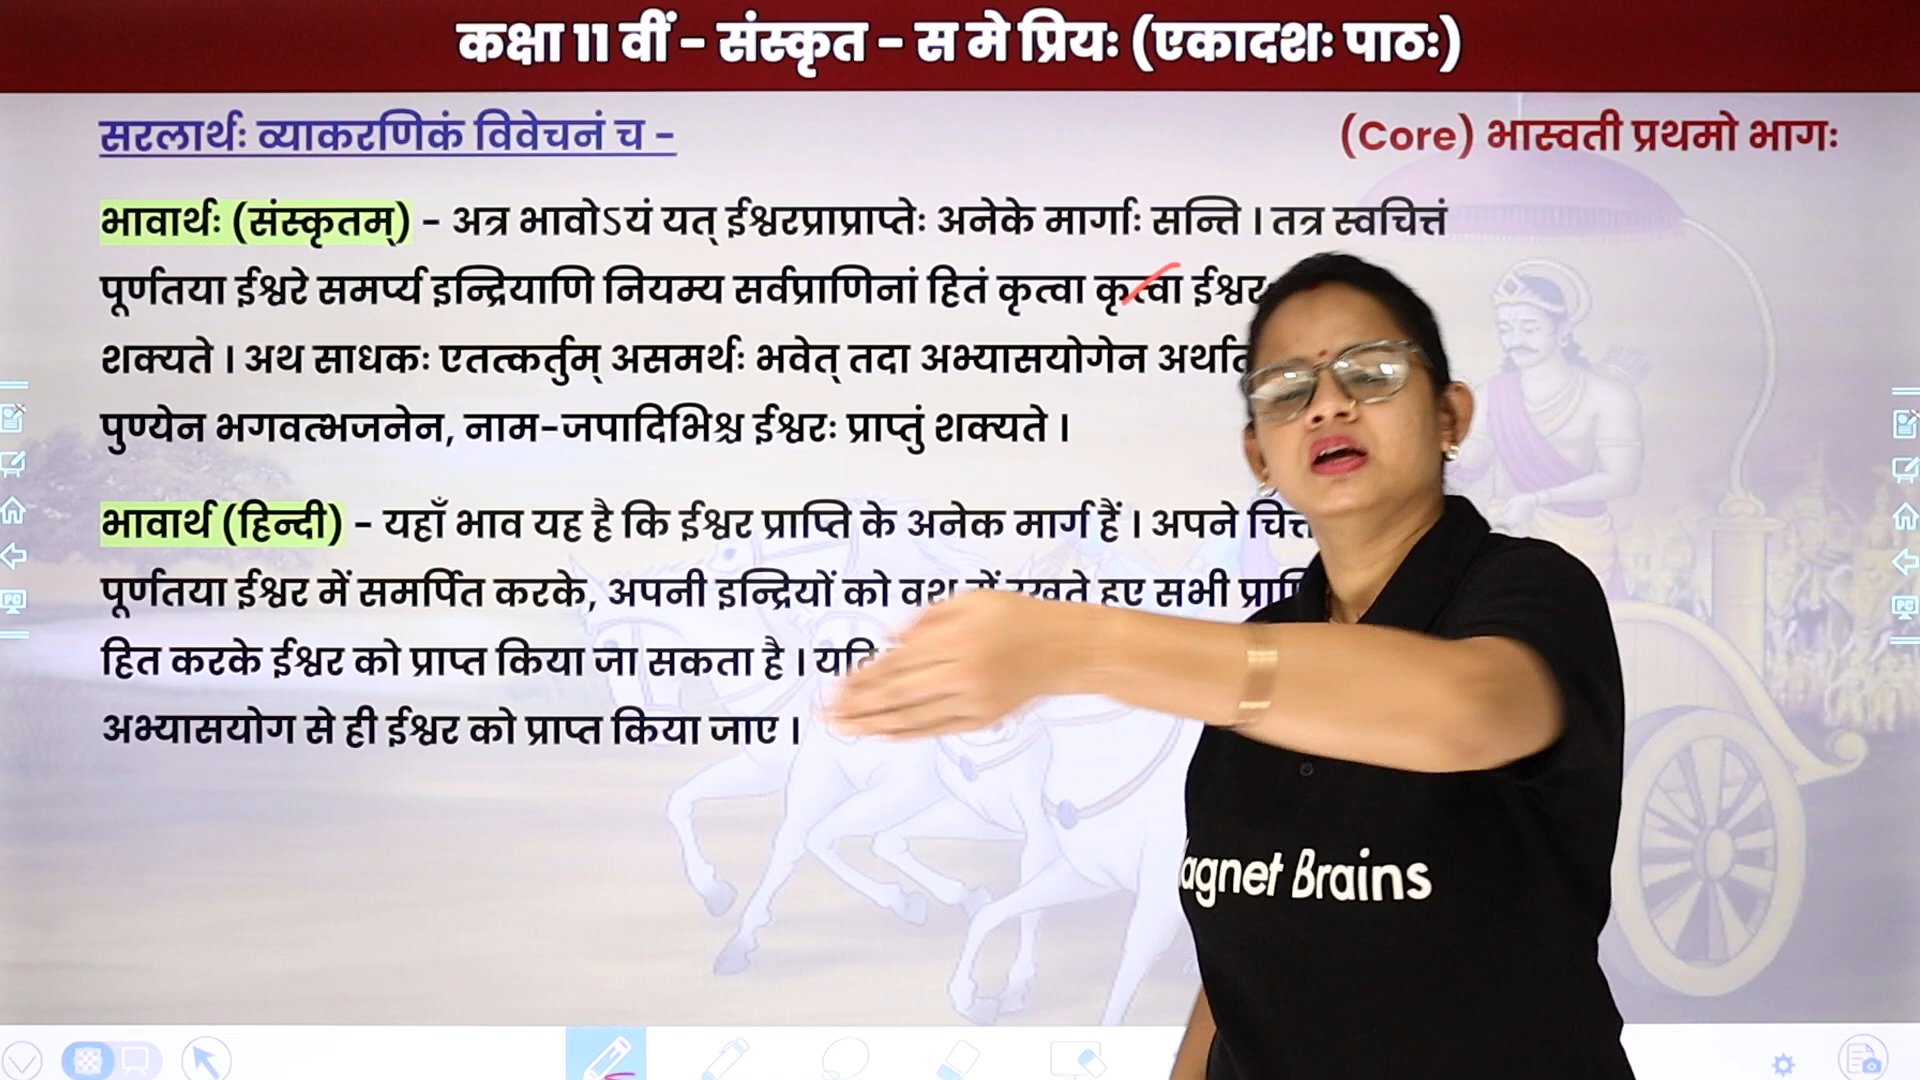 कक्षा 11 वीं - संस्कृत - स मे प्रियः (एकादशः पाठः)
सरलार्थः व्याकरणिकं विवेचनं च -
(Core) भास्वती प्रथमो भागः
भावार्थः (संस्कृतम्) - अत्र भावोऽयं यत् ईश्वरप्राप्राप्तेः अनेके मार्गाः सन्ति । तत्र स्वचित्तं
पूर्णतया ईश्वरे समर्प्य इन्द्रियाणि नियम्य सर्वप्राणिनां हितं कृत्वा कृत्वा ईश्वर
शक्यते । अथ साधकः एतत्कर्तुम् असमर्थः भवेत् तदा अभ्यासयोगेन
पुण्येन भगवत्भजनेन, नाम-जपादिभिश्च ईश्वरः प्राप्तुं शक्यते ।
भावार्थ (हिन्दी) - यहाँ भाव यह है कि ईश्वर प्राप्ति के अनेक मार्ग हैं । अपने
पूर्णतया ईश्वर में समर्पित करके, अपनी इन्द्रियों को हुए सभी
हित करके ईश्वर को प्राप्त किया जा सकता है ।
अभ्यासयोग से ही ईश्वर को प्राप्त किया जाए ।
agnet Brains
PC
PC